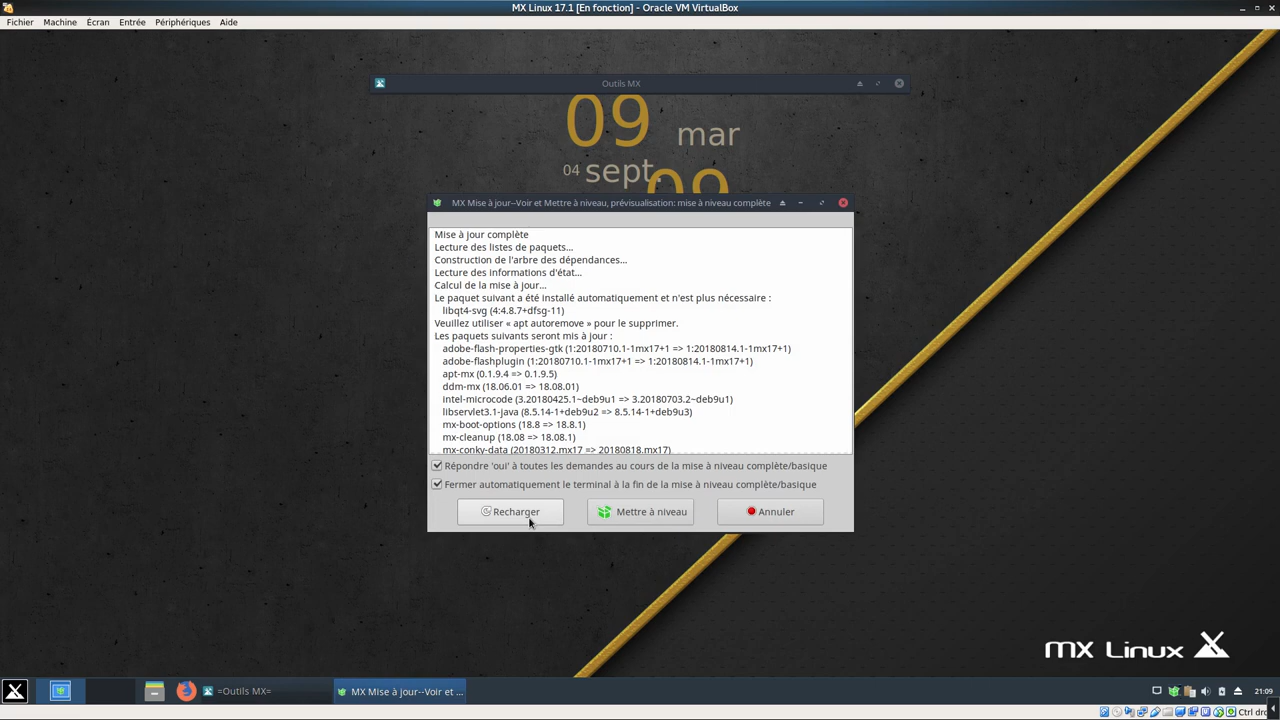 MX Linux 17.1 [En fonction] - Oracle VM VirtualBox
Fichier Machine Écran Entrée Périphériques Aide
Outils MX
09 mar
04 sept.
09
MX Mise à jour--Voir et Mettre à niveau, prévisualisation: mise à niveau complète
Mise à jour complète
Lecture des listes de paquets...
Construction de l'arbre des dépendances...
Lecture des informations d'état...
Calcul de la mise à jour...
Le paquet suivant a été installé automatiquement et n'est plus nécessaire :
libqt4-svg (4:4.8.7+dfsg-11)
Veuillez utiliser « apt autoremove » pour le supprimer.
Les paquets suivants seront mis à jour :
adobe-flash-properties-gtk (1:20180710.1-1mx17+1 => 1:20180814.1-1mx17+1)
adobe-flashplugin (1:20180710.1-1mx17+1 => 1:20180814.1-1mx17+1)
apt-mx (0.1.9.4 => 0.1.9.5)
ddm-mx (18.06.01 => 18.08.01)
intel-microcode (3.20180425.1~deb9u1 => 3.20180703.2~deb9u1)
libservlet3.1-java (8.5.14-1+deb9u2 => 8.5.14-1+deb9u3)
mx-boot-options (18.8 => 18.8.1)
mx-cleanup (18.08 => 18.08.1)
mx-conky-data (20180312.mx17 => 20180818.mx17)
Répondre 'oui' à toutes les demandes au cours de la mise à niveau complète/basique
Fermer automatiquement le terminal à la fin de la mise à niveau complète/basique
Recharger Mettre à niveau Annuler
MX Linux
=Outils MX= MX Mise à jour--Voir et ... 21:09
Ctrl dro